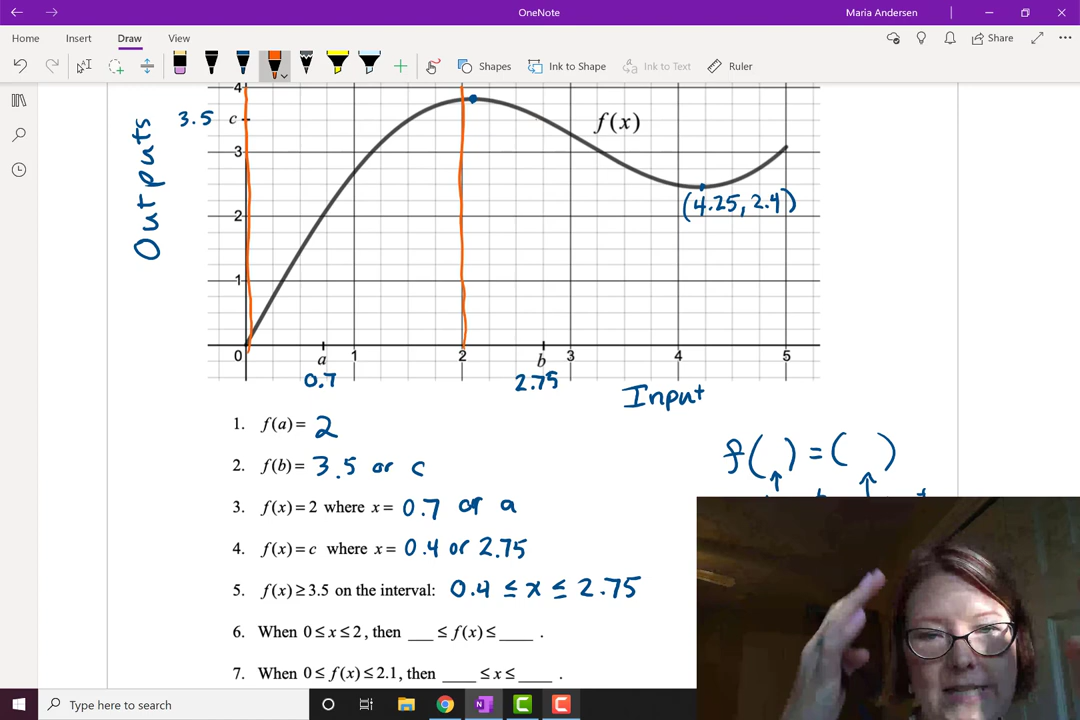 OneNote
Maria Andersen
Home Insert Draw View
Share
Shapes Ink to Shape Ink to Text Ruler
Outputs
4
3.5 c
3
2
1
f(x)
(4.25, 2.4)
0 a 1 2 b 3 4 5
0.7 2.75
Input
1. f(a) = 2
2. f(b) = 3.5 or c
f( ) = ( )
3. f(x) = 2 where x = 0.7 or a
4. f(x) = c where x = 0.4 or 2.75
5. f(x) ≥ 3.5 on the interval: 0.4 ≤ x ≤ 2.75
6. When 0 ≤ x ≤ 2, then ___ ≤ f(x) ≤ ____ .
7. When 0 ≤ f(x) ≤ 2.1, then ____ ≤ x ≤ ____ .
Type here to search